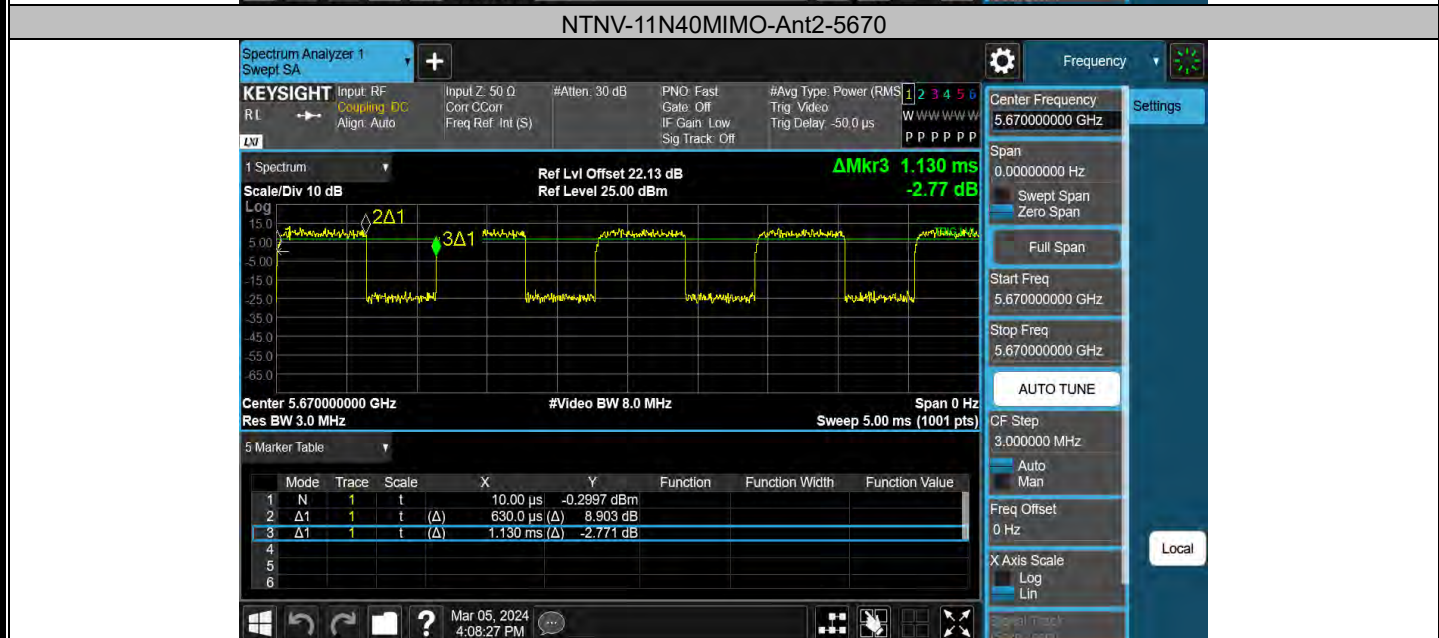 NTNV-11N40MIMO-Ant2-5670
Spectrum Analyzer 1
Swept SA
Frequency
KEYSIGHT
R L
LXI
Input: RF
Coupling: DC
Align: Auto
Input Z: 50 Ω
Corr CCorr
Freq Ref: Int (S)
#Atten: 30 dB
PNO: Fast
Gate: Off
IF Gain: Low
Sig Track: Off
#Avg Type: Power (RMS
Trig: Video
Trig Delay: -50.0 µs
1 2 3 4 5 6
W W W W W W
P P P P P P
Center Frequency
5.670000000 GHz
Settings
1 Spectrum
Scale/Div 10 dB
Ref Lvl Offset 22.13 dB
Ref Level 25.00 dBm
ΔMkr3 1.130 ms
-2.77 dB
Log
15.0
5.00
-5.00
-15.0
-25.0
-35.0
-45.0
-55.0
-65.0
1
2Δ1
3Δ1
Center 5.670000000 GHz
Res BW 3.0 MHz
#Video BW 8.0 MHz
Span 0 Hz
Sweep 5.00 ms (1001 pts)
Span
0.00000000 Hz
Swept Span
Zero Span
Full Span
Start Freq
5.670000000 GHz
Stop Freq
5.670000000 GHz
AUTO TUNE
CF Step
3.000000 MHz
Auto
Man
Freq Offset
0 Hz
X Axis Scale
Log
Lin
Local
5 Marker Table
Mode Trace Scale X Y Function Function Width Function Value
1 N 1 t 10.00 µs -0.2997 dBm
2 Δ1 1 t (Δ) 630.0 µs (Δ) 8.903 dB
3 Δ1 1 t (Δ) 1.130 ms (Δ) -2.771 dB
4
5
6
?
Mar 05, 2024
4:08:27 PM
Signal Track